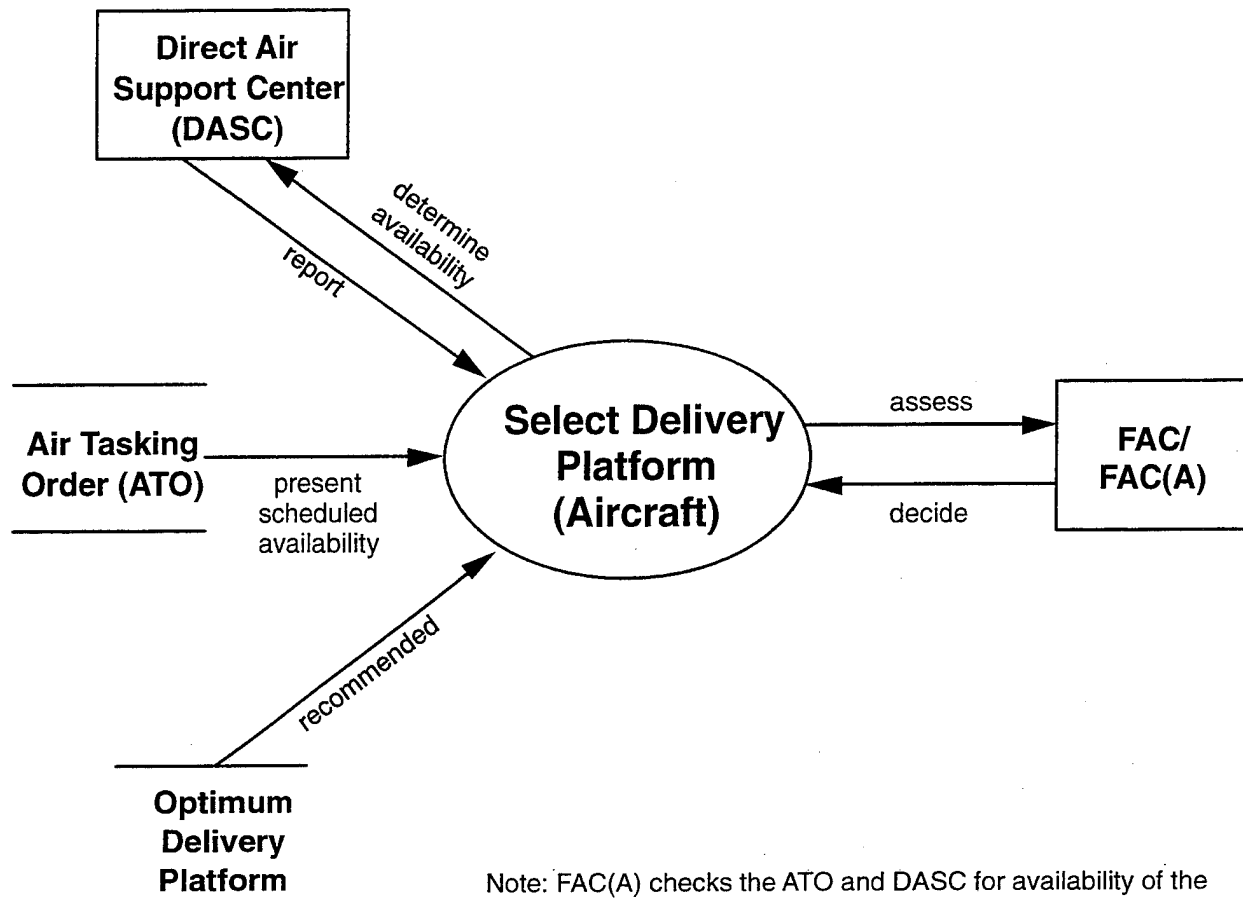 Direct Air
Support Center
(DASC)
determine
availability
report
Air Tasking
Order (ATO)
present
scheduled
availability
Select Delivery
Platform
(Aircraft)
assess
decide
FAC/
FAC(A)
recommended
Optimum
Delivery
Platform
Note: FAC(A) checks the ATO and DASC for availability of the